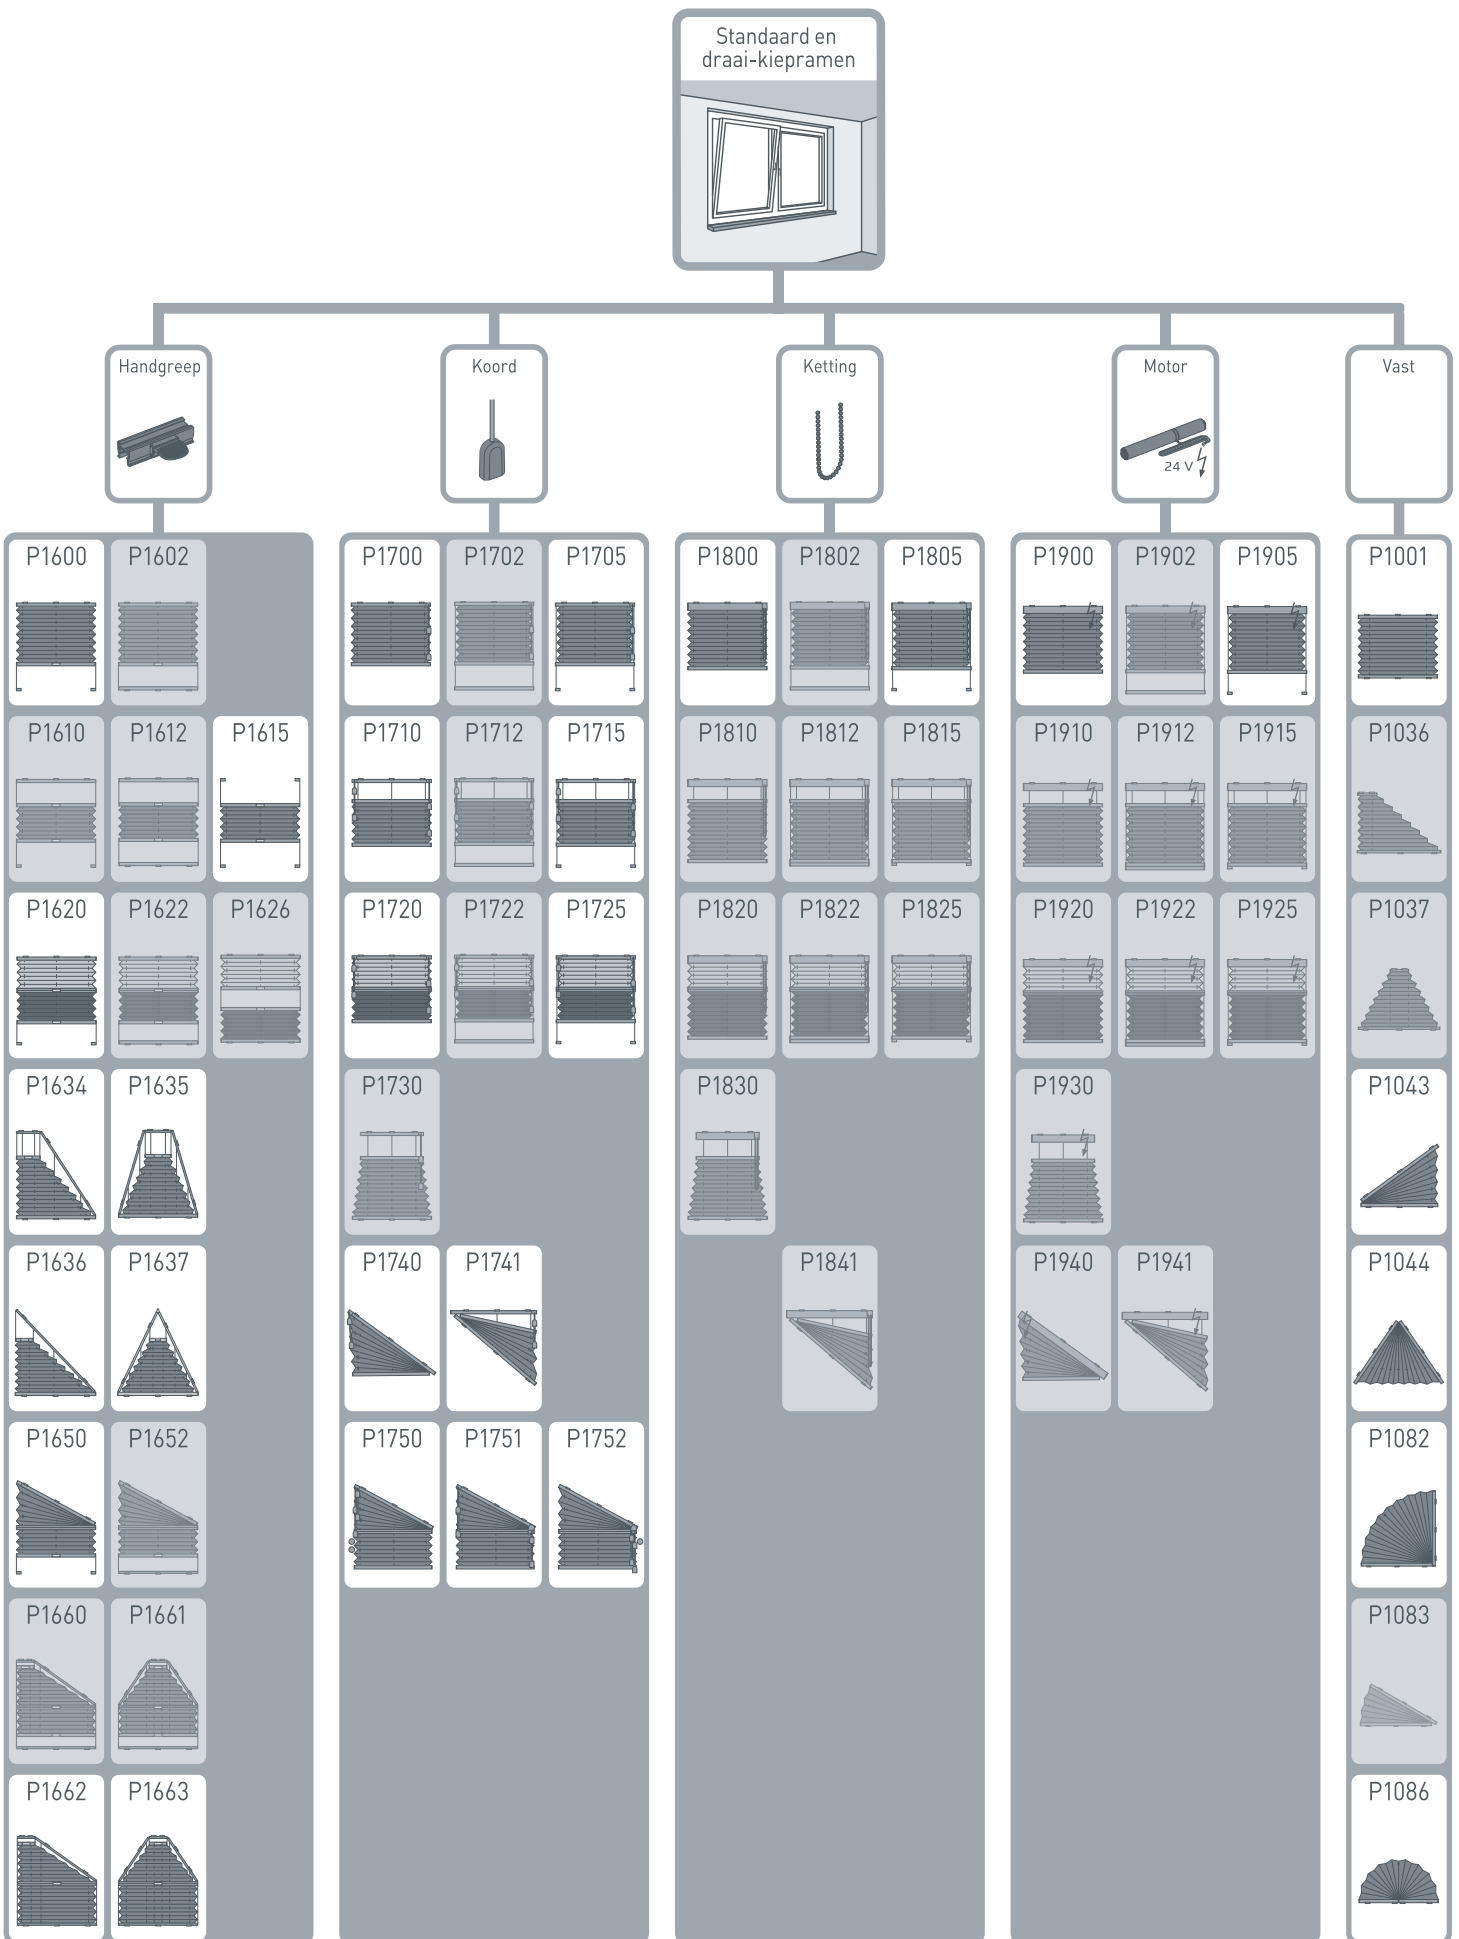 Standaard en
draai-kiepramen
Handgreep
Koord
Ketting
Motor
24 V
Vast
P1600 P1602
P1700 P1702 P1705
P1800 P1802 P1805
P1900 P1902 P1905
P1001
P1610 P1612 P1615
P1710 P1712 P1715
P1810 P1812 P1815
P1910 P1912 P1915
P1036
P1620 P1622 P1626
P1720 P1722 P1725
P1820 P1822 P1825
P1920 P1922 P1925
P1037
P1634 P1635
P1730
P1830
P1930
P1043
P1636 P1637
P1740 P1741
P1841
P1940 P1941
P1044
P1650 P1652
P1750 P1751 P1752
P1082
P1660 P1661
P1083
P1662 P1663
P1086